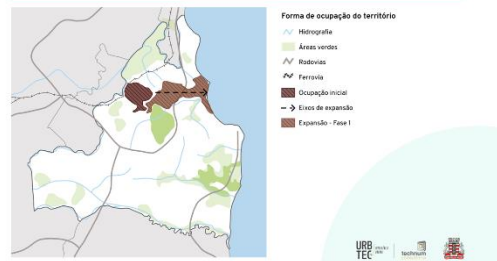 Forma de ocupação do território
Hidrografia
Áreas verdes
Rodovias
Ferrovia
Ocupação inicial
Eixos de expansão
Expansão - Fase I
URB
TEC
technum